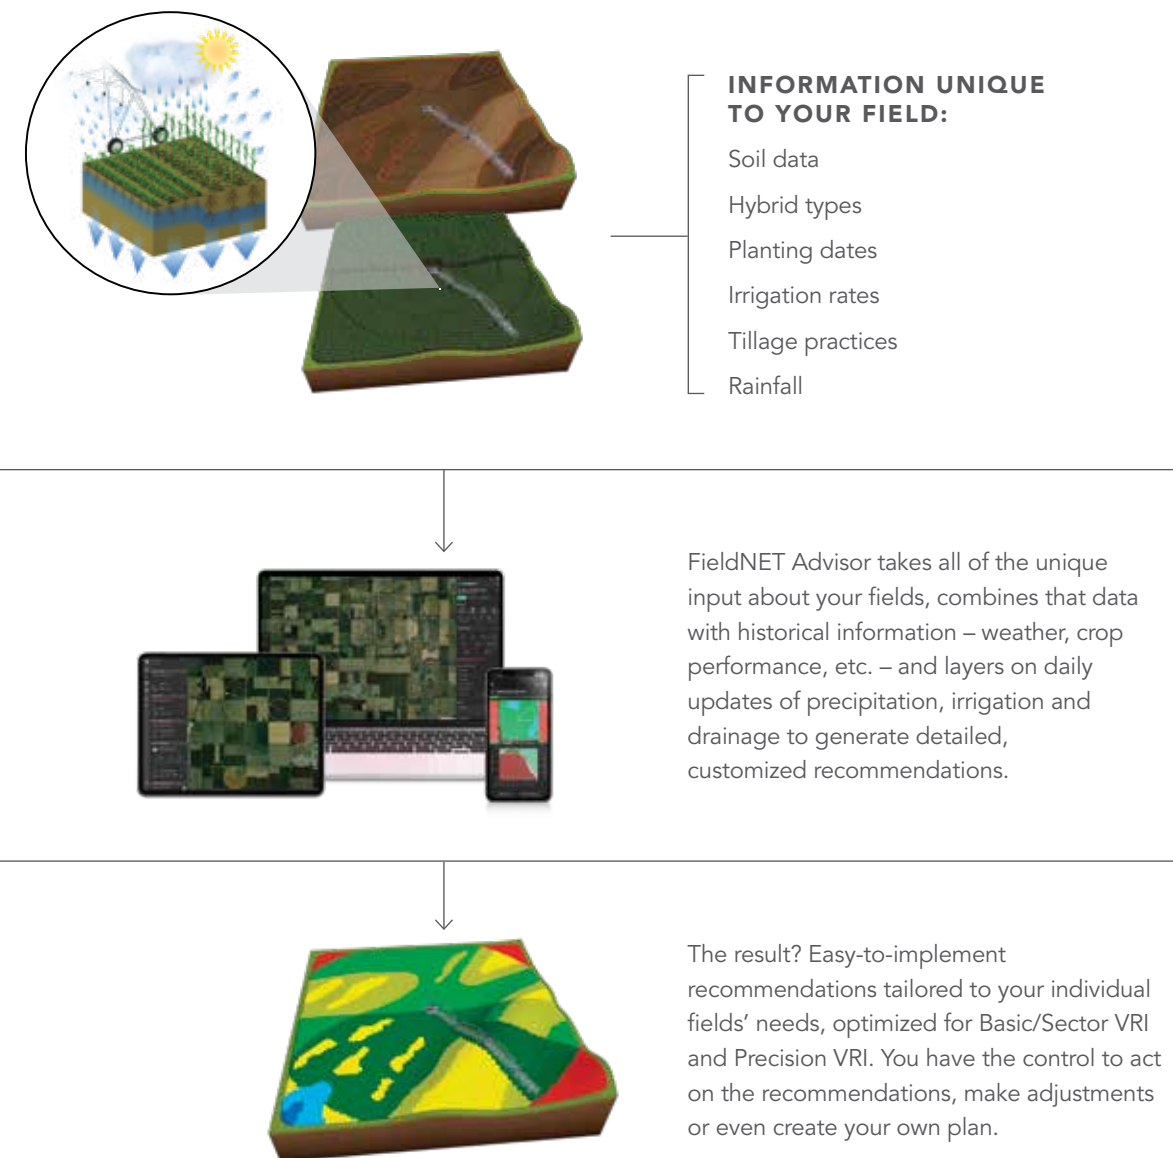 INFORMATION UNIQUE
TO YOUR FIELD:
Soil data
Hybrid types
Planting dates
Irrigation rates
Tillage practices
Rainfall
FieldNET Advisor takes all of the unique
input about your fields, combines that data
with historical information – weather, crop
performance, etc. – and layers on daily
updates of precipitation, irrigation and
drainage to generate detailed,
customized recommendations.
The result? Easy-to-implement
recommendations tailored to your individual
fields’ needs, optimized for Basic/Sector VRI
and Precision VRI. You have the control to act
on the recommendations, make adjustments
or even create your own plan.